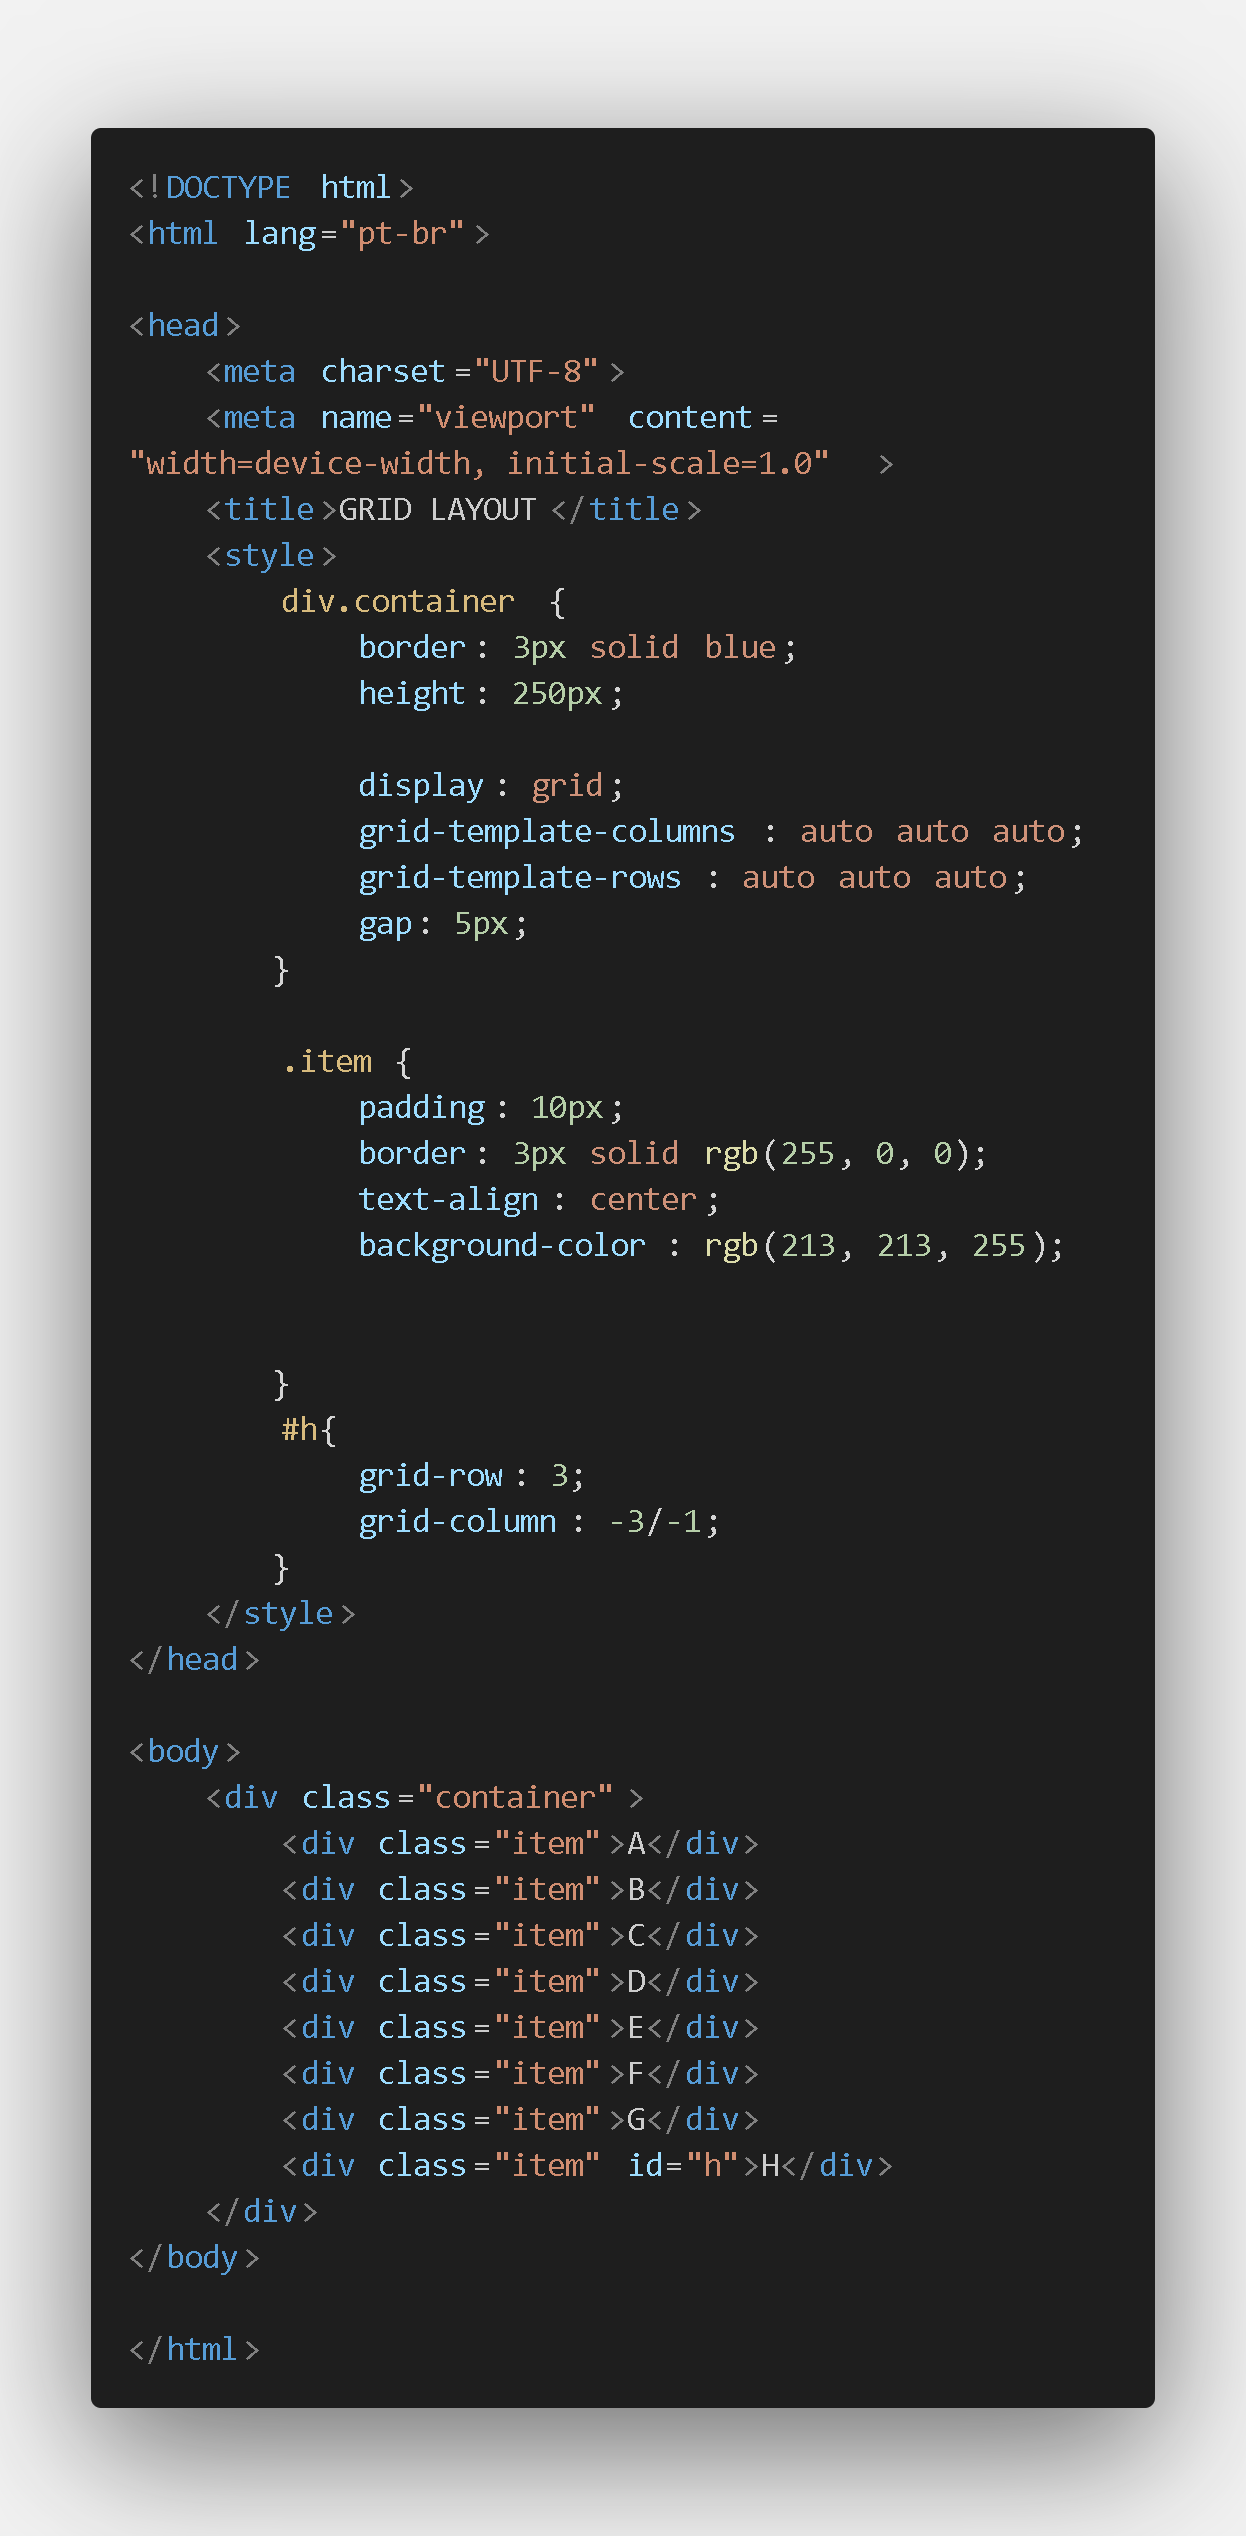 <!DOCTYPE html>
<html lang="pt-br">
<head>
<meta charset="UTF-8">
<meta name="viewport" content=
"width=device-width, initial-scale=1.0">
<title>GRID LAYOUT</title>
<style>
div.container {
border: 3px solid blue;
height: 250px;
display: grid;
grid-template-columns: auto auto auto;
grid-template-rows: auto auto auto;
gap: 5px;
}
.item {
padding: 10px;
border: 3px solid rgb(255, 0, 0);
text-align: center;
background-color: rgb(213, 213, 255);
}
#h{
grid-row: 3;
grid-column: -3/-1;
}
</style>
</head>
<body>
<div class="container">
<div class="item">A</div>
<div class="item">B</div>
<div class="item">C</div>
<div class="item">D</div>
<div class="item">E</div>
<div class="item">F</div>
<div class="item">G</div>
<div class="item" id="h">H</div>
</div>
</body>
</html>